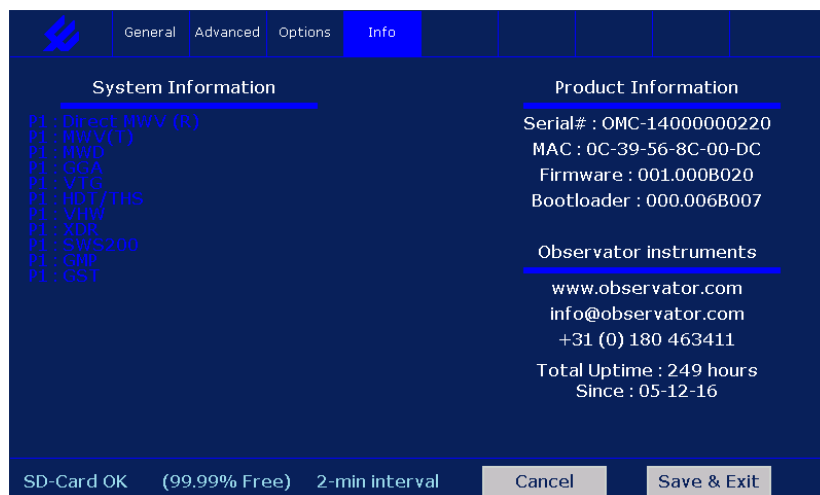 General Advanced Options Info
System Information
P1 : Direct MWV (R)
P1 : MWV(T)
P1 : MWD
P1 : GGA
P1 : VTG
P1 : HDT/THS
P1 : VHW
P1 : XDR
P1 : SWS200
P1 : GMP
P1 : GST
Product Information
Serial# : OMC-14000000220
MAC : 0C-39-56-8C-00-DC
Firmware : 001.000B020
Bootloader : 000.006B007
Observator instruments
www.observator.com
info@observator.com
+31 (0) 180 463411
Total Uptime : 249 hours
Since : 05-12-16
SD-Card OK (99.99% Free) 2-min interval Cancel Save & Exit